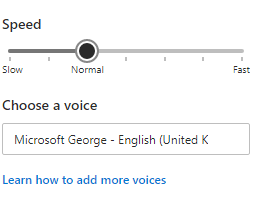 Speed
Slow Normal Fast
Choose a voice
Microsoft George - English (United K
Learn how to add more voices